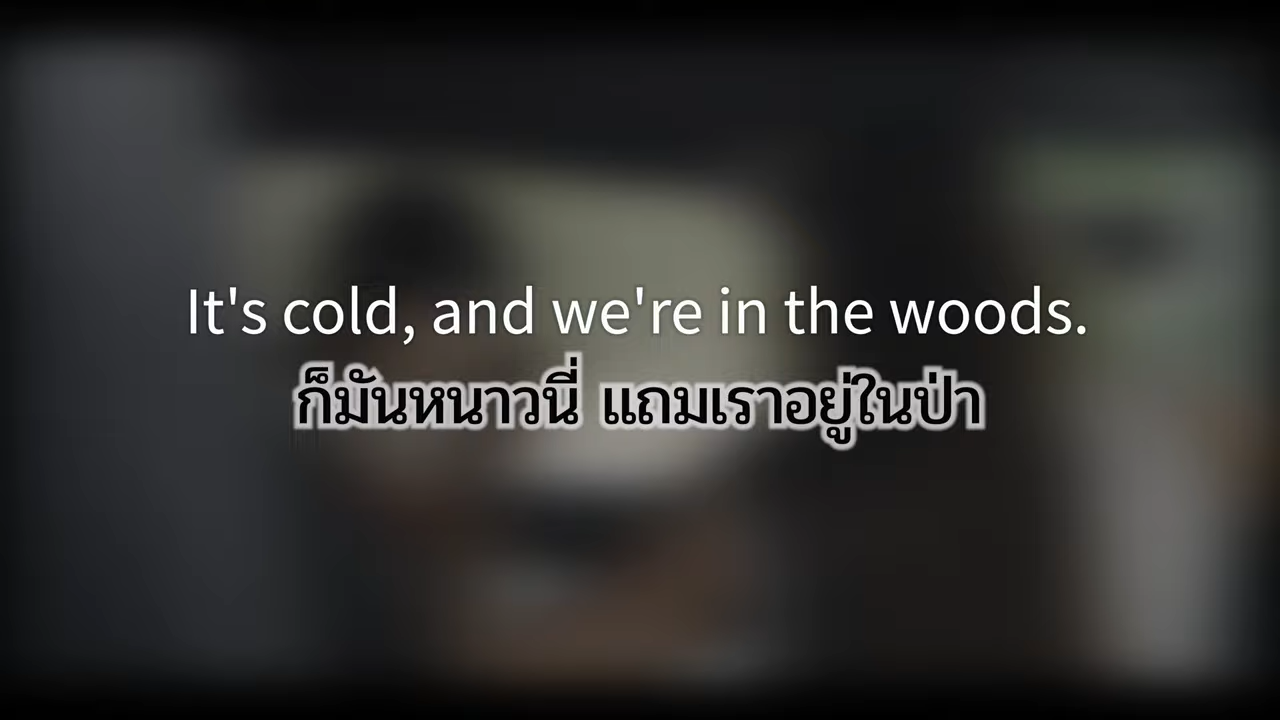 It's cold, and we're in the woods.
ก็มันหนาวนี่ แถมเราอยู่ในป่า